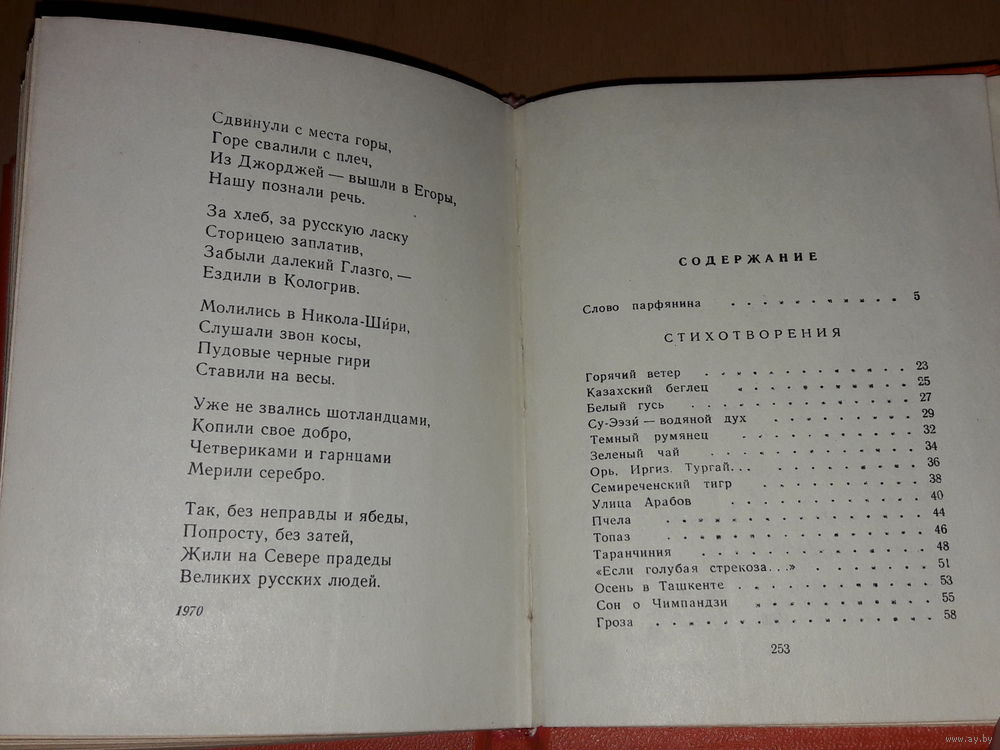 Сдвинули с места горы,
Горе свалили с плеч,
Из Джорджей — вышли в Егоры,
Нашу познали речь.
За хлеб, за русскую ласку
Сторицею заплатив,
Забыли далекий Глазго, —
Ездили в Кологрив.
Молились в Никола-Ши́ри,
Слушали звон косы,
Пудовые черные гири
Ставили на весы.
Уже не звались шотландцами,
Копили свое добро,
Четвериками и гарнцами
Мерили серебро.
Так, без неправды и ябеды,
Попросту, без затей,
Жили на Севере прадеды
Великих русских людей.
1970
СОДЕРЖАНИЕ
Слово парфянина . . . . . . . . . . . 5
СТИХОТВОРЕНИЯ
Горячий ветер . . . . . . . . . . . 23
Казахский беглец . . . . . . . . . . 25
Белый гусь . . . . . . . . . . . . 27
Су-Ээзи́ — водяной дух . . . . . . . . 29
Темный румянец . . . . . . . . . . 32
Зеленый чай . . . . . . . . . . . . 34
Орь, Иргиз, Тургай... . . . . . . . . 36
Семиреченский тигр . . . . . . . . . 38
Улица Арабов . . . . . . . . . . . 40
Пчела . . . . . . . . . . . . . . 44
Топаз . . . . . . . . . . . . . . 46
Таранчиния . . . . . . . . . . . . 48
«Если голубая стрекоза...» . . . . . . 51
Осень в Ташкенте . . . . . . . . . . 53
Сон о Чимпандзи . . . . . . . . . . 55
Гроза . . . . . . . . . . . . . . 58
253
www.ay.by